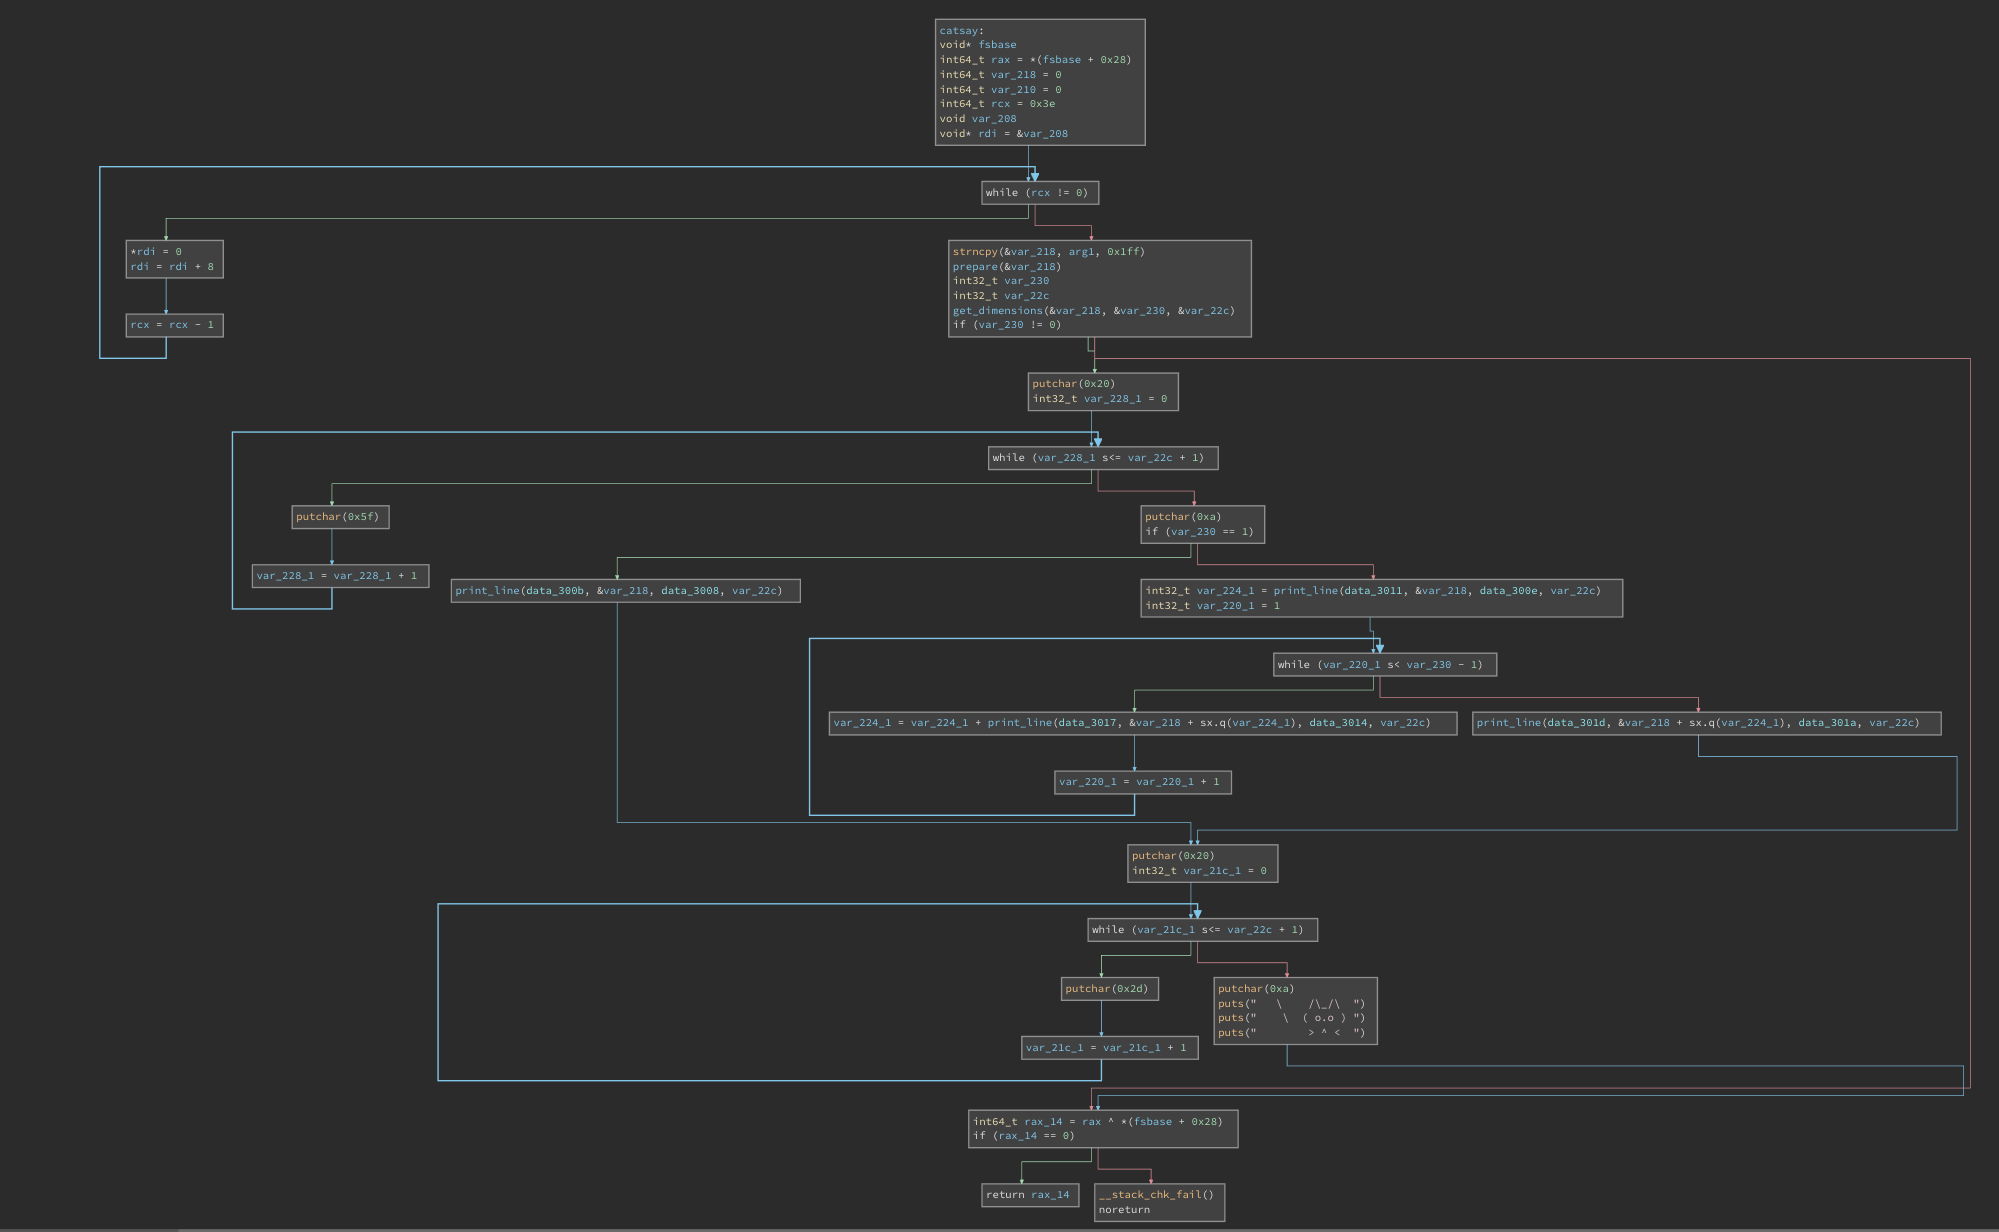 catsay:
void* fsbase
int64_t rax = *(fsbase + 0x28)
int64_t var_218 = 0
int64_t var_210 = 0
int64_t rcx = 0x3e
void var_208
void* rdi = &var_208
while (rcx != 0)
*rdi = 0
rdi = rdi + 8
rcx = rcx - 1
strncpy(&var_218, arg1, 0x1ff)
prepare(&var_218)
int32_t var_230
int32_t var_22c
get_dimensions(&var_218, &var_230, &var_22c)
if (var_230 != 0)
putchar(0x20)
int32_t var_228_1 = 0
while (var_228_1 s<= var_22c + 1)
putchar(0x5f)
var_228_1 = var_228_1 + 1
putchar(0xa)
if (var_230 == 1)
print_line(data_300b, &var_218, data_3008, var_22c)
int32_t var_224_1 = print_line(data_3011, &var_218, data_300e, var_22c)
int32_t var_220_1 = 1
while (var_220_1 s< var_230 - 1)
var_224_1 = var_224_1 + print_line(data_3017, &var_218 + sx.q(var_224_1), data_3014, var_22c)
print_line(data_301d, &var_218 + sx.q(var_224_1), data_301a, var_22c)
var_220_1 = var_220_1 + 1
putchar(0x20)
int32_t var_21c_1 = 0
while (var_21c_1 s<= var_22c + 1)
putchar(0x2d)
var_21c_1 = var_21c_1 + 1
putchar(0xa)
puts("   \    /\_/\  ")
puts("    \  ( o.o ) ")
puts("        > ^ <  ")
int64_t rax_14 = rax ^ *(fsbase + 0x28)
if (rax_14 == 0)
return rax_14
__stack_chk_fail()
noreturn